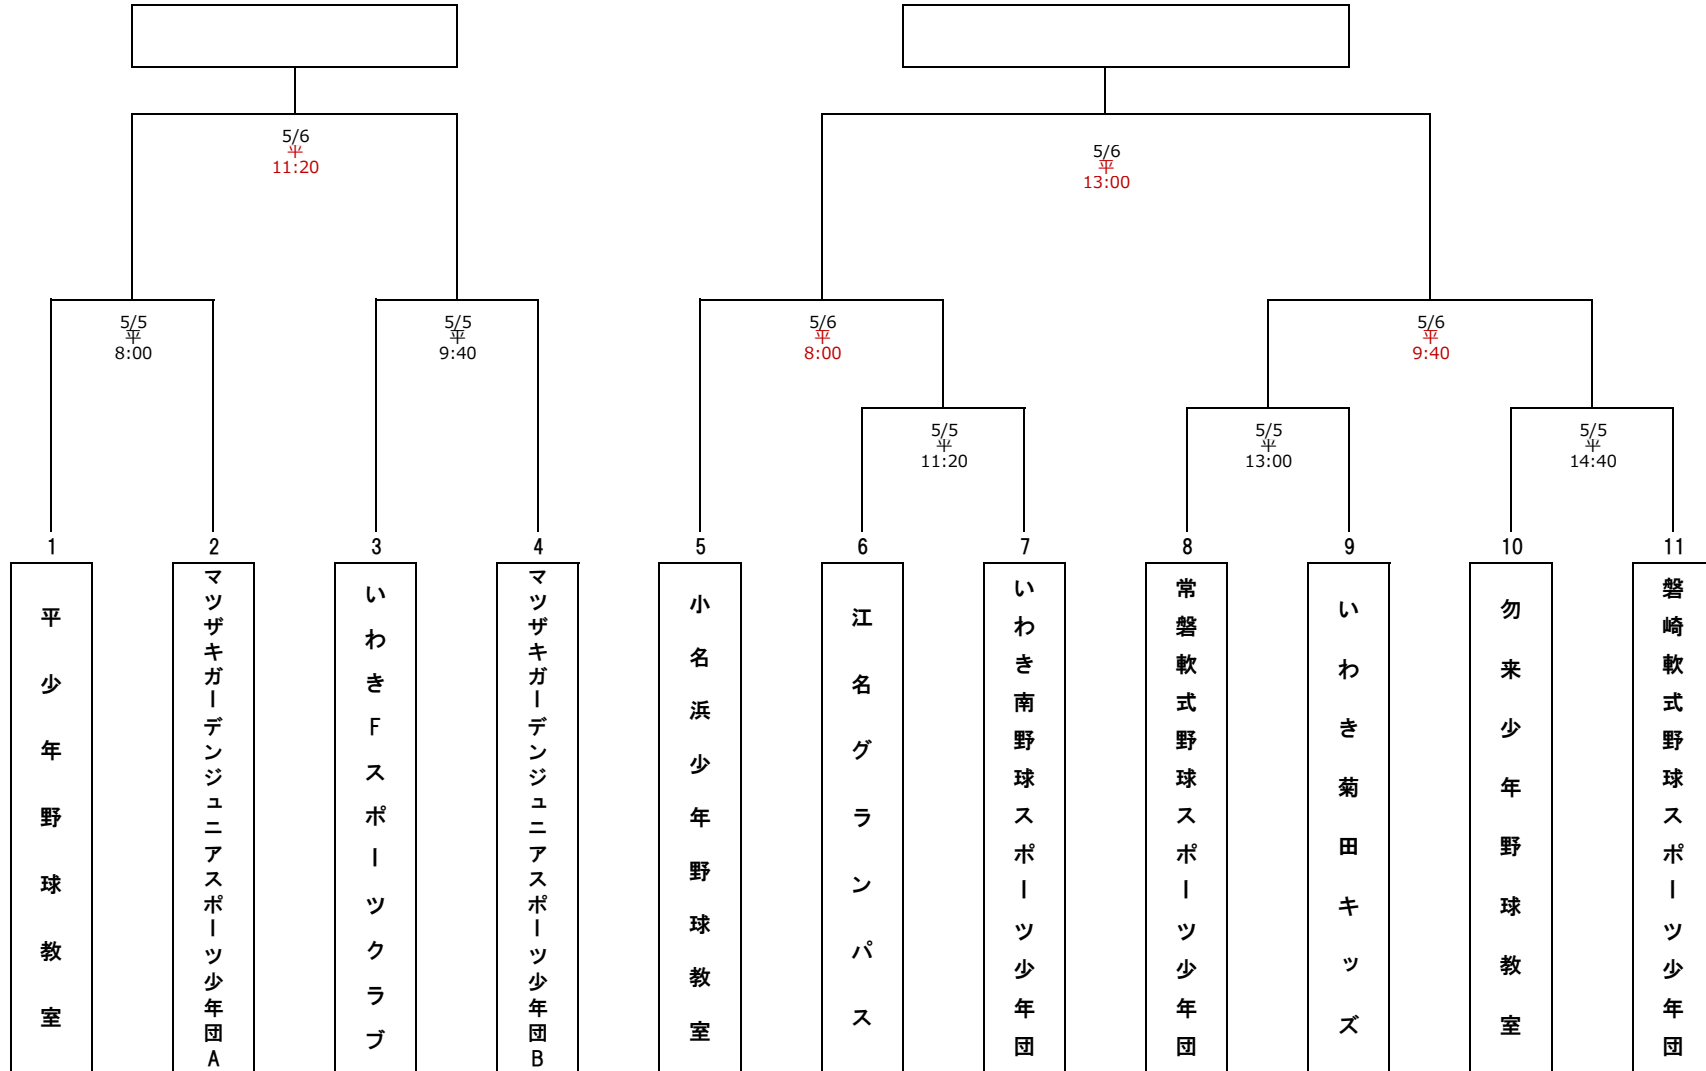 5/6
平
11:20
5/6
平
13:00
5/5
平
8:00
5/5
平
9:40
5/6
平
8:00
5/6
平
9:40
5/5
平
11:20
5/5
平
13:00
5/5
平
14:40
1
2
3
4
5
6
7
8
9
10
11
平少年野球教室
マツザキガーデンジュニアスポーツ少年団A
いわきFスポーツクラブ
マツザキガーデンジュニアスポーツ少年団B
小名浜少年野球教室
江名グランパス
いわき南野球スポーツ少年団
常磐軟式野球スポーツ少年団
いわき菊田キッズ
勿来少年野球教室
磐崎軟式野球スポーツ少年団